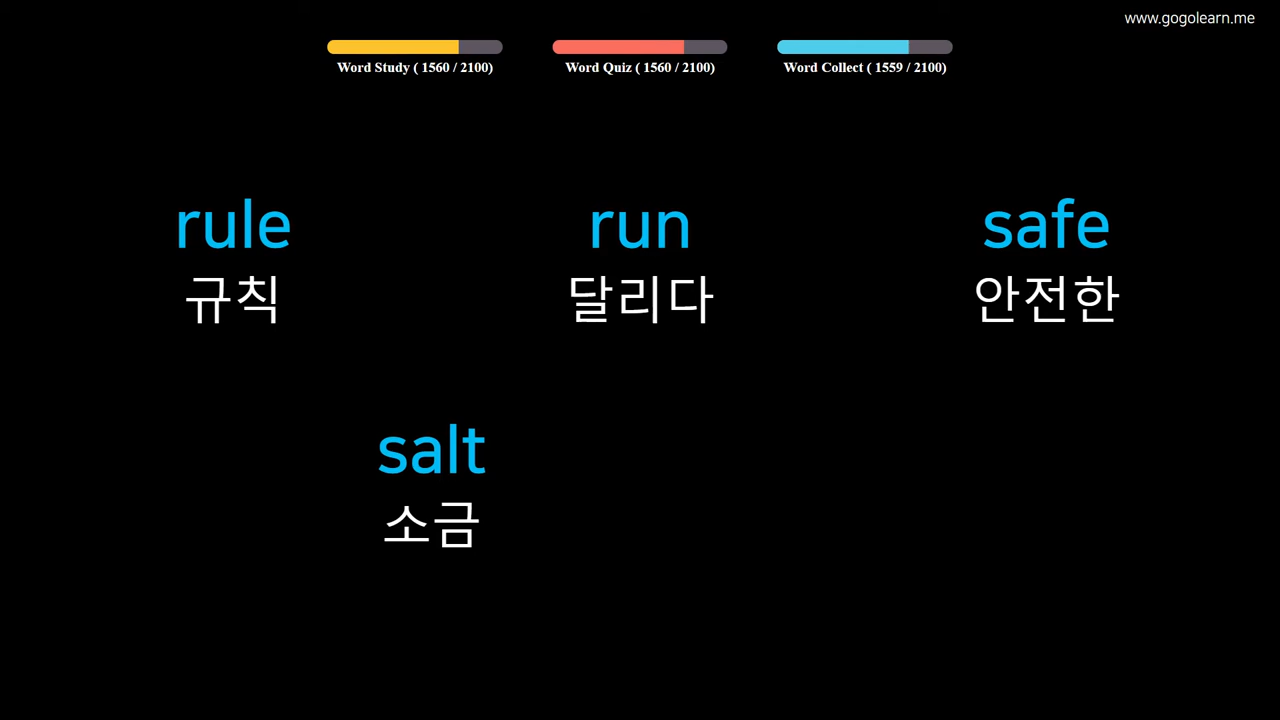 www.gogolearn.me
Word Study ( 1560 / 2100)
Word Quiz ( 1560 / 2100)
Word Collect ( 1559 / 2100)
rule
규칙
run
달리다
safe
안전한
salt
소금